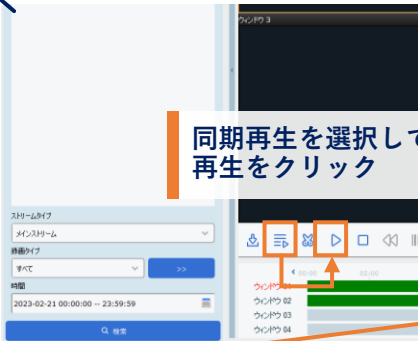 ウィンドウ 3
同期再生を選択して
再生をクリック
ストリームタイプ
メインストリーム
録画タイプ
すべて
>>
時間
2023-02-21 00:00:00 -- 23:59:59
検索
00:00
02:00
ウィンドウ 01
ウィンドウ 02
ウィンドウ 03
ウィンドウ 04